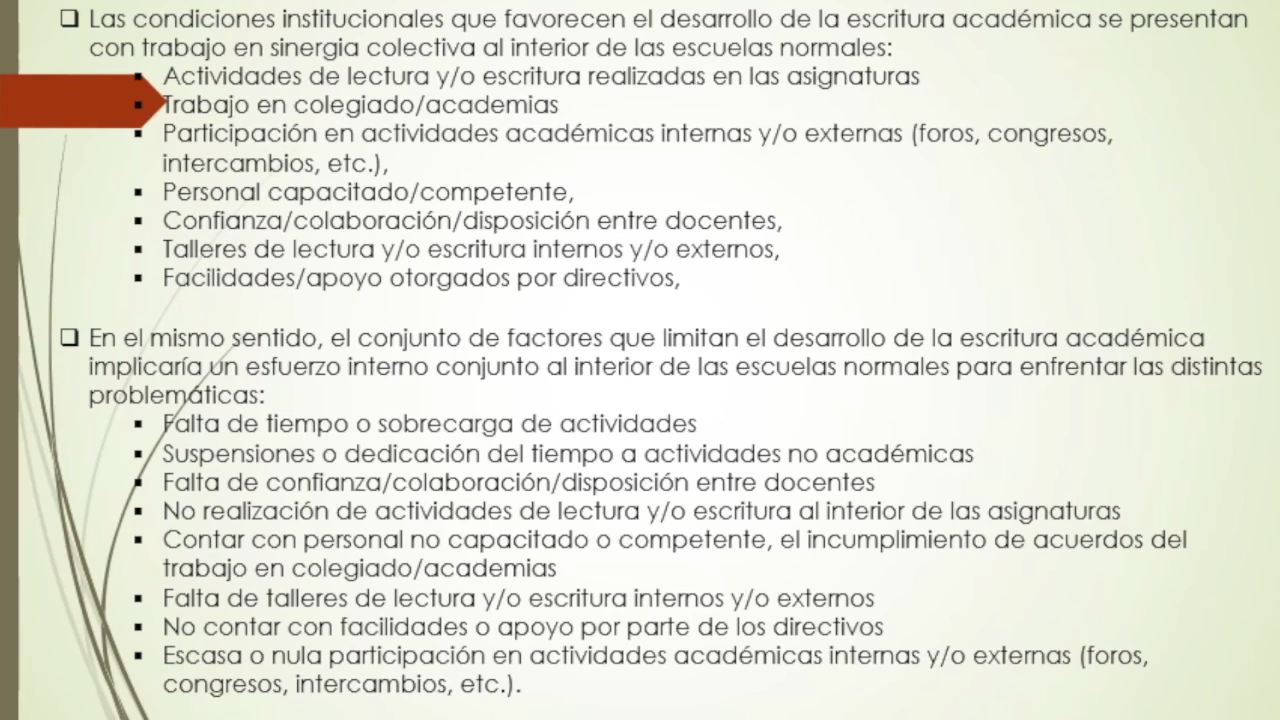 ❑ Las condiciones institucionales que favorecen el desarrollo de la escritura académica se presentan
con trabajo en sinergia colectiva al interior de las escuelas normales:
▪ Actividades de lectura y/o escritura realizadas en las asignaturas
▪ Trabajo en colegiado/academias
▪ Participación en actividades académicas internas y/o externas (foros, congresos,
intercambios, etc.),
▪ Personal capacitado/competente,
▪ Confianza/colaboración/disposición entre docentes,
▪ Talleres de lectura y/o escritura internos y/o externos,
▪ Facilidades/apoyo otorgados por directivos,
❑ En el mismo sentido, el conjunto de factores que limitan el desarrollo de la escritura académica
implicaría un esfuerzo interno conjunto al interior de las escuelas normales para enfrentar las distintas
problemáticas:
▪ Falta de tiempo o sobrecarga de actividades
▪ Suspensiones o dedicación del tiempo a actividades no académicas
▪ Falta de confianza/colaboración/disposición entre docentes
▪ No realización de actividades de lectura y/o escritura al interior de las asignaturas
▪ Contar con personal no capacitado o competente, el incumplimiento de acuerdos del
trabajo en colegiado/academias
▪ Falta de talleres de lectura y/o escritura internos y/o externos
▪ No contar con facilidades o apoyo por parte de los directivos
▪ Escasa o nula participación en actividades académicas internas y/o externas (foros,
congresos, intercambios, etc.).